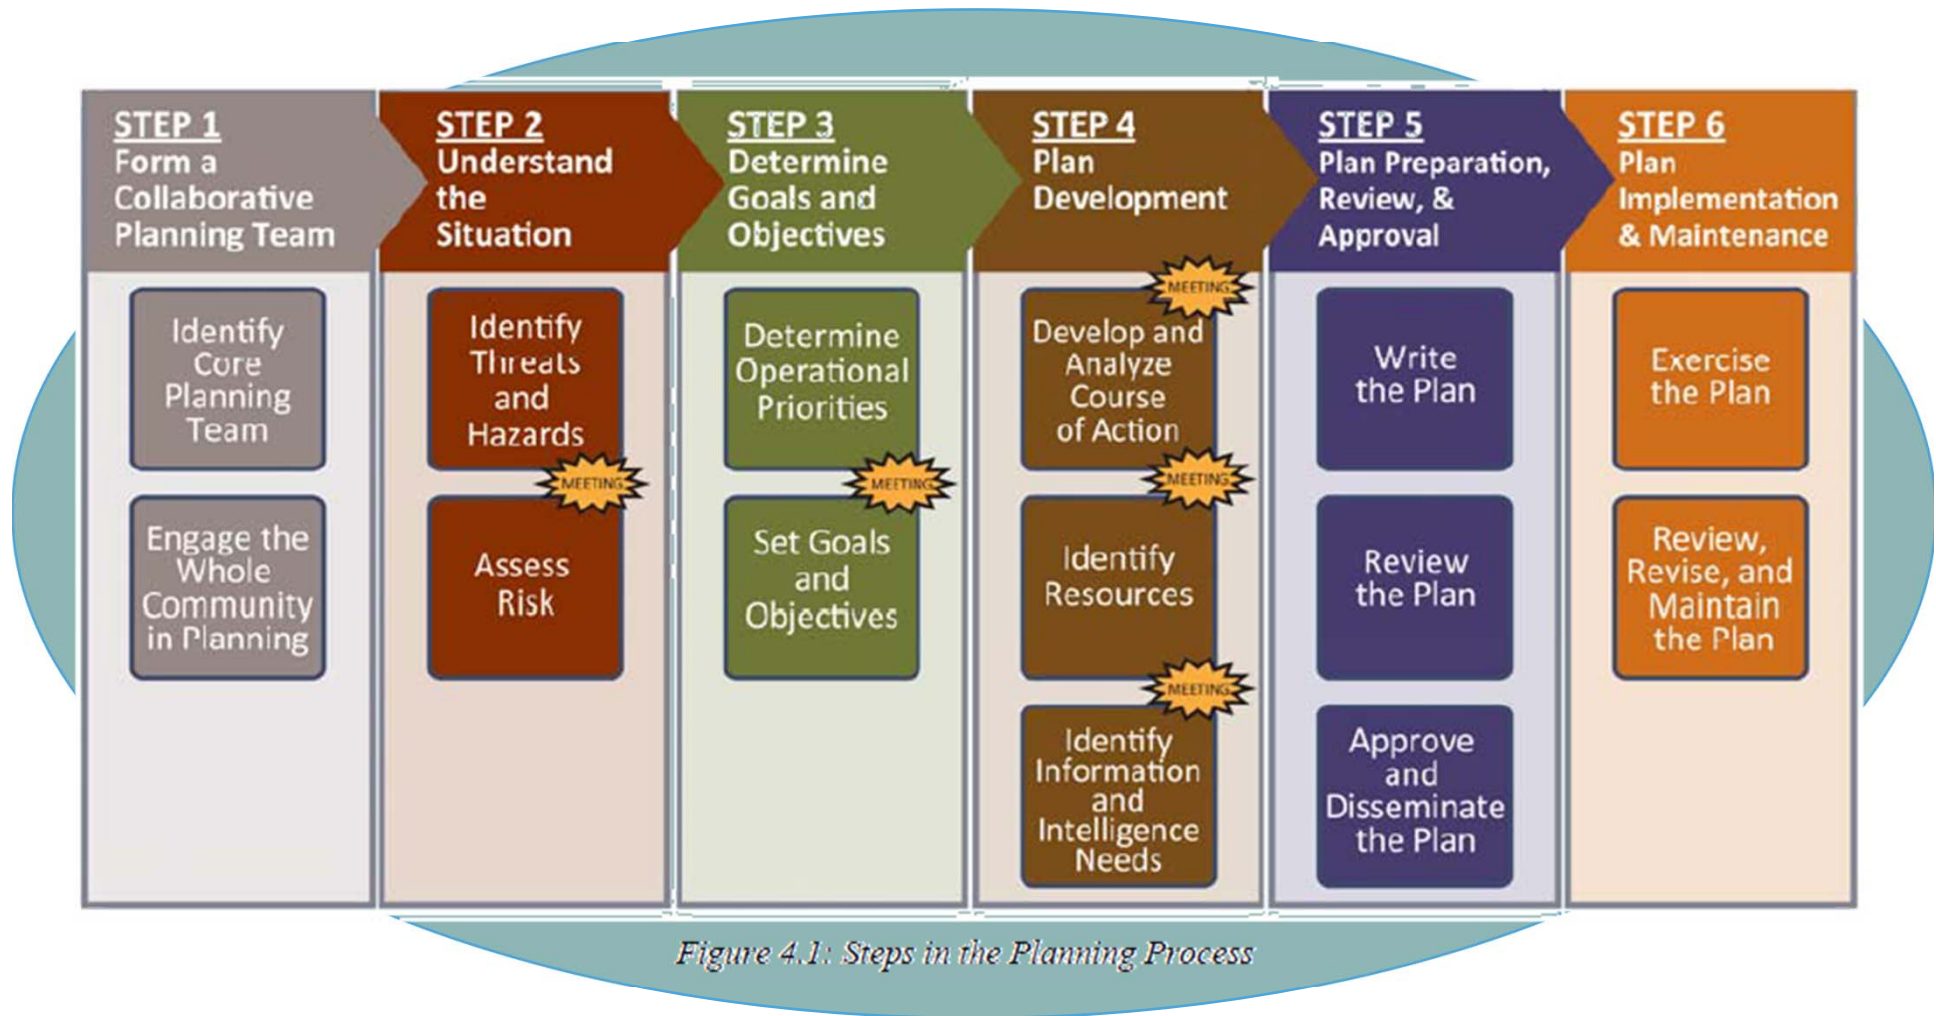 STEP 1
Form a
Collaborative
Planning Team
Identify
Core
Planning
Team
Engage the
Whole
Community
in Planning
STEP 2
Understand
the
Situation
Identify
Threats
and
Hazards
MEETING
Assess
Risk
STEP 3
Determine
Goals and
Objectives
Determine
Operational
Priorities
MEETING
Set Goals
and
Objectives
STEP 4
Plan
Development
MEETING
Develop and
Analyze
Course
of Action
MEETING
Identify
Resources
MEETING
Identify
Information
and
Intelligence
Needs
STEP 5
Plan Preparation,
Review, &
Approval
Write
the Plan
Review
the Plan
Approve
and
Disseminate
the Plan
STEP 6
Plan
Implementation
& Maintenance
Exercise
the Plan
Review,
Revise, and
Maintain
the Plan
Figure 4.1: Steps in the Planning Process